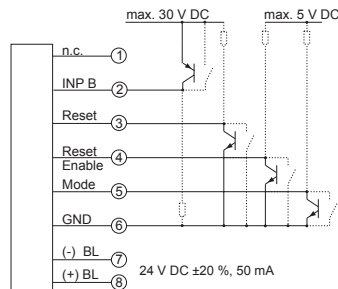 max. 30 V DC
max. 5 V DC
n.c. 1
INP B 2
Reset 3
Reset
Enable 4
Mode 5
GND 6
(-) BL 7
(+) BL 8
24 V DC ±20 %, 50 mA